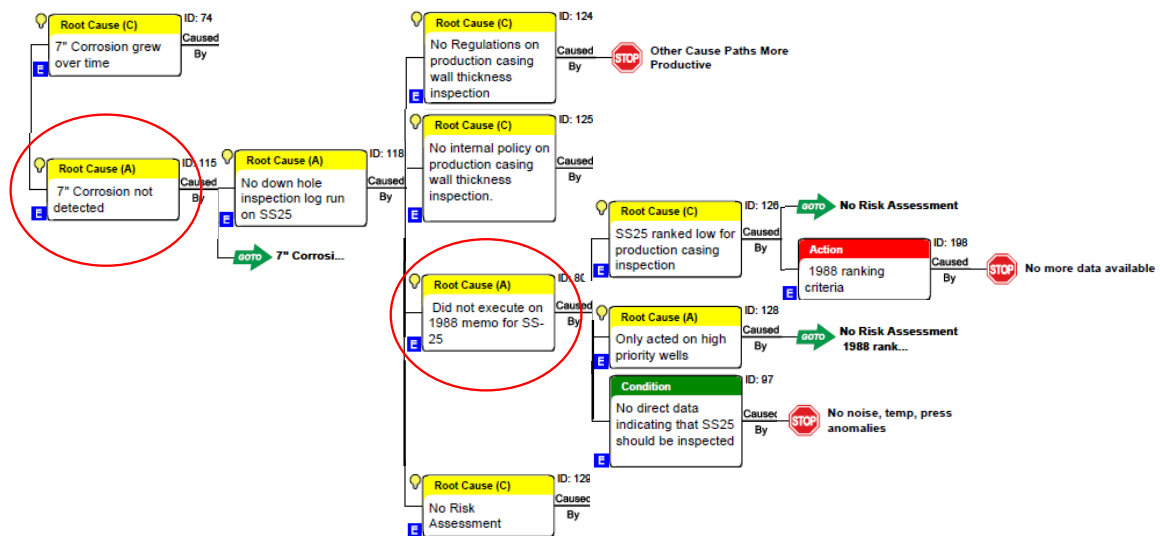 Root Cause (C)
ID: 74
7" Corrosion grew
over time
Caused
By
E
Root Cause (A)
ID: 115
7" Corrosion not
detected
Caused
By
E
GOTO
7" Corrosi...
Root Cause (A)
ID: 118
No down hole
inspection log run
on SS25
Caused
By
E
Root Cause (C)
ID: 124
No Regulations on
production casing
wall thickness
inspection
Caused
By
E
STOP
Other Cause Paths More
Productive
Root Cause (C)
ID: 125
No internal policy on
production casing
wall thickness
inspection.
Caused
By
E
Root Cause (A)
Did not execute on
1988 memo for SS-
25
Caused
By
E
Root Cause (C)
ID: 126
SS25 ranked low for
production casing
inspection
Caused
By
E
GOTO
No Risk Assessment
Action
ID: 198
1988 ranking
criteria
Caused
By
E
STOP
No more data available
Root Cause (A)
ID: 128
Only acted on high
priority wells
Caused
By
E
GOTO
No Risk Assessment
1988 rank...
Condition
ID: 97
No direct data
indicating that SS25
should be inspected
Caused
By
E
STOP
No noise, temp, press
anomalies
Root Cause (C)
ID: 129
No Risk
Assessment
Caused
By
E